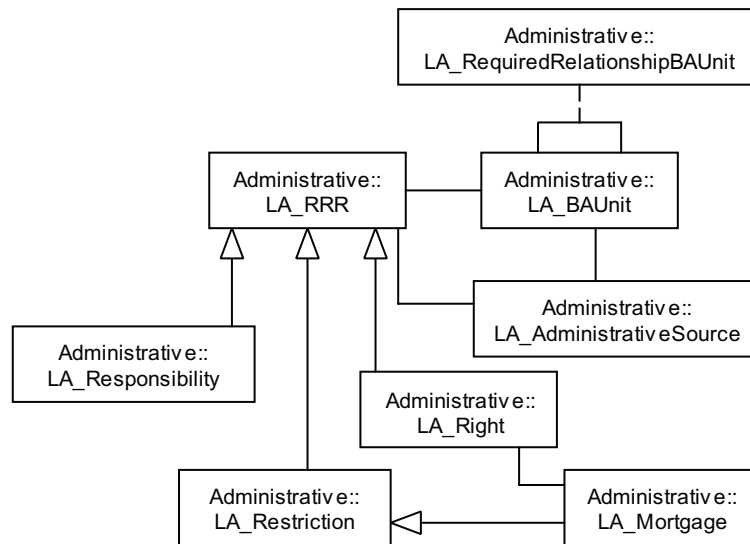 Administrative::
LA_RequiredRelationshipBAUnit
Administrative::
LA_RRR
Administrative::
LA_BAUnit
Administrative::
LA_AdministrativeSource
Administrative::
LA_Responsibility
Administrative::
LA_Right
Administrative::
LA_Restriction
Administrative::
LA_Mortgage